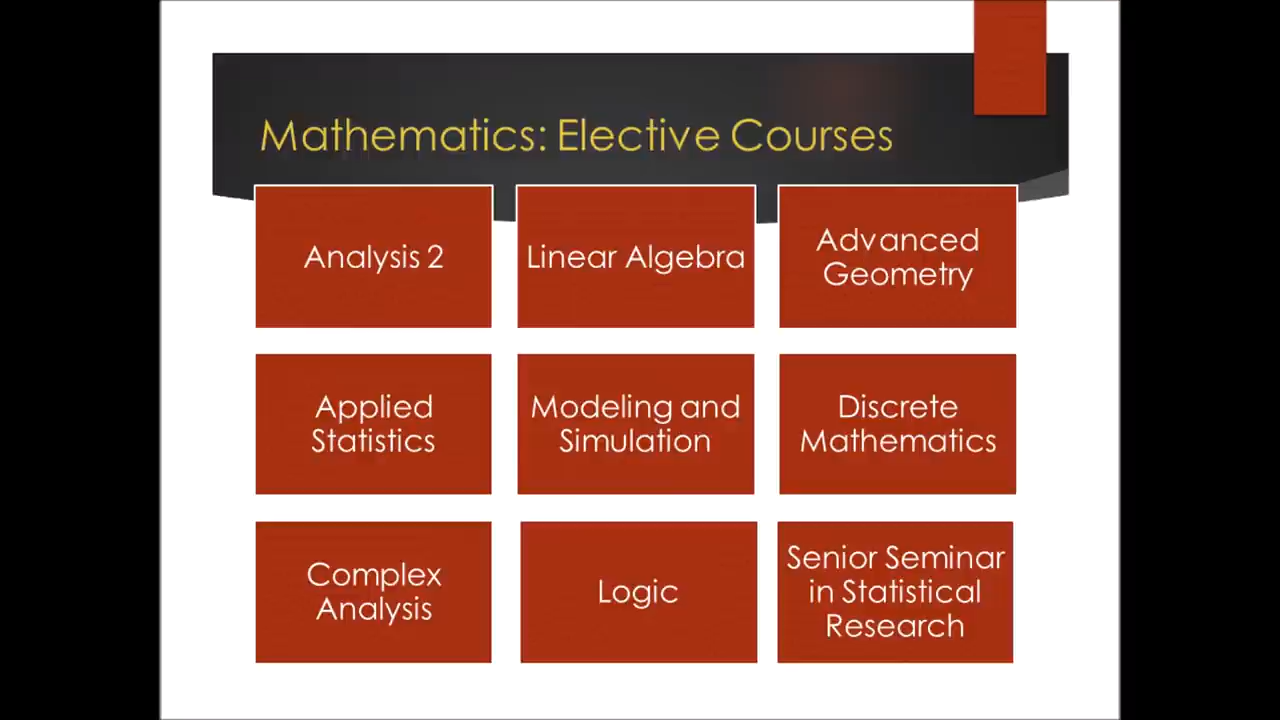 Mathematics: Elective Courses
Analysis 2
Linear Algebra
Advanced
Geometry
Applied
Statistics
Modeling and
Simulation
Discrete
Mathematics
Complex
Analysis
Logic
Senior Seminar
in Statistical
Research